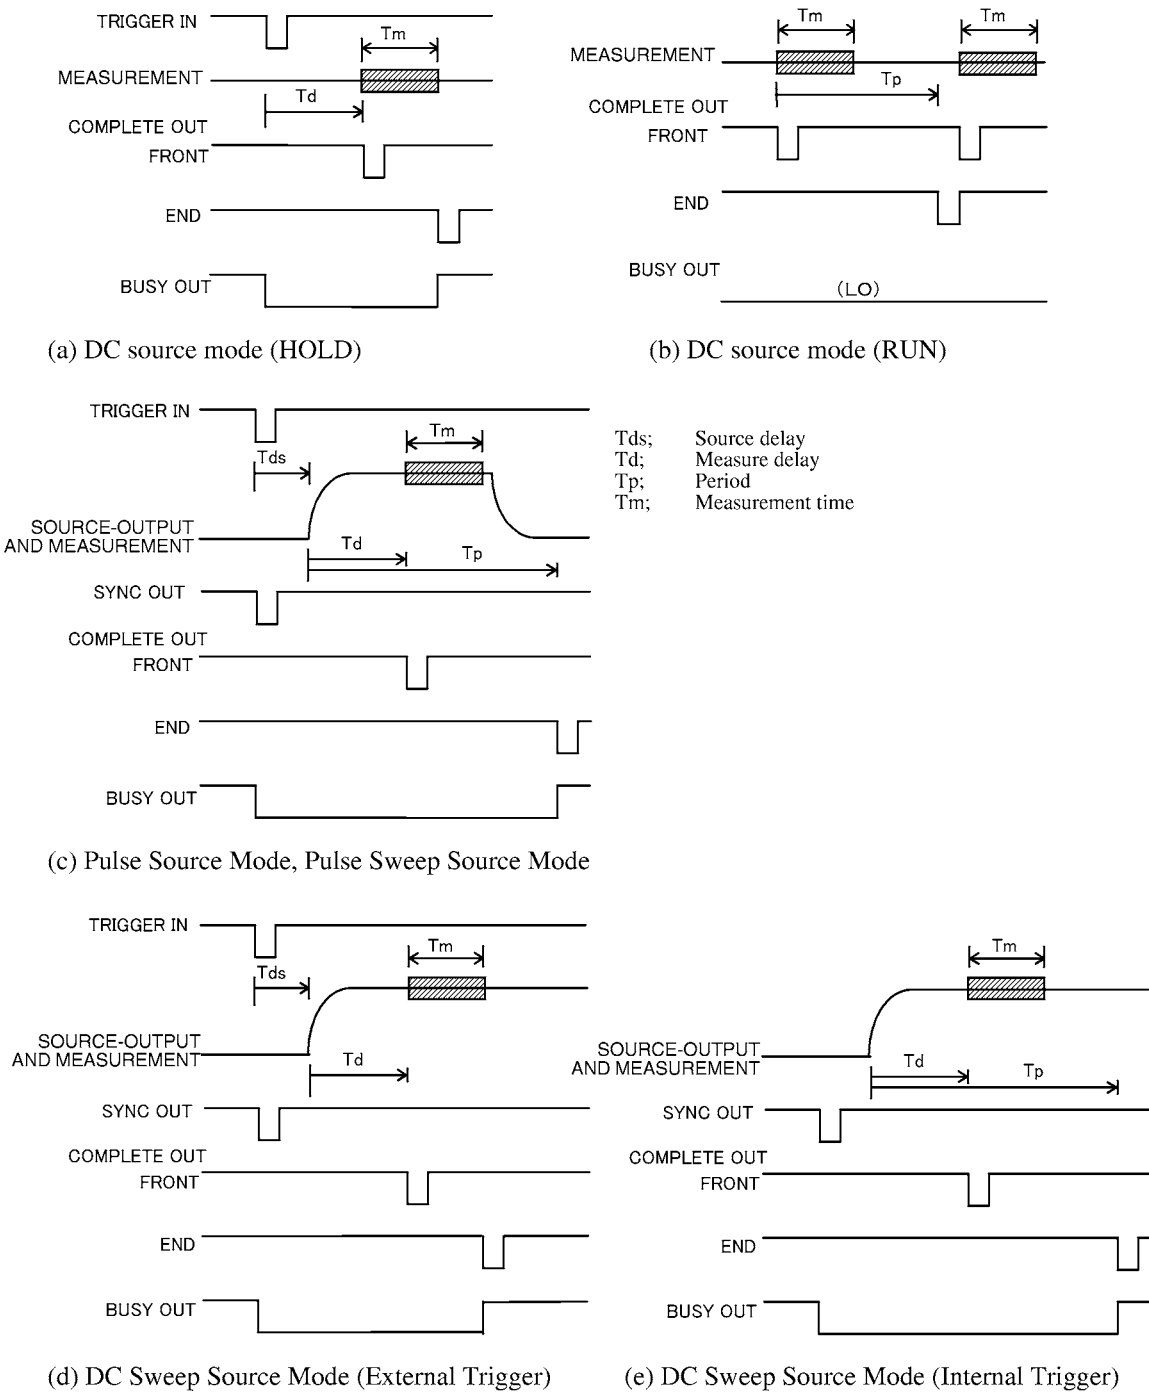 TRIGGER IN
Tm
MEASUREMENT
Td
COMPLETE OUT
FRONT
END
BUSY OUT
(a) DC source mode (HOLD)
Tm
Tm
MEASUREMENT
Tp
COMPLETE OUT
FRONT
END
BUSY OUT
(LO)
(b) DC source mode (RUN)
TRIGGER IN
Tm
Tds
SOURCE-OUTPUT
AND MEASUREMENT
Td
Tp
SYNC OUT
COMPLETE OUT
FRONT
END
BUSY OUT
(c) Pulse Source Mode, Pulse Sweep Source Mode
Tds; Source delay
Td; Measure delay
Tp; Period
Tm; Measurement time
TRIGGER IN
Tm
Tds
SOURCE-OUTPUT
AND MEASUREMENT
Td
SYNC OUT
COMPLETE OUT
FRONT
END
BUSY OUT
(d) DC Sweep Source Mode (External Trigger)
Tm
SOURCE-OUTPUT
AND MEASUREMENT
Td
Tp
SYNC OUT
COMPLETE OUT
FRONT
END
BUSY OUT
(e) DC Sweep Source Mode (Internal Trigger)